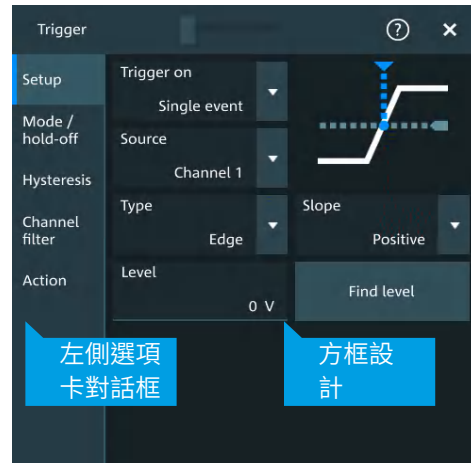 Trigger
?
×
Setup
Mode /
hold-off
Hysteresis
Channel
filter
Action
Trigger on
Single event
Source
Channel 1
Type
Edge
Slope
Positive
Level
0 V
Find level
左側選項
卡對話框
方框設
計